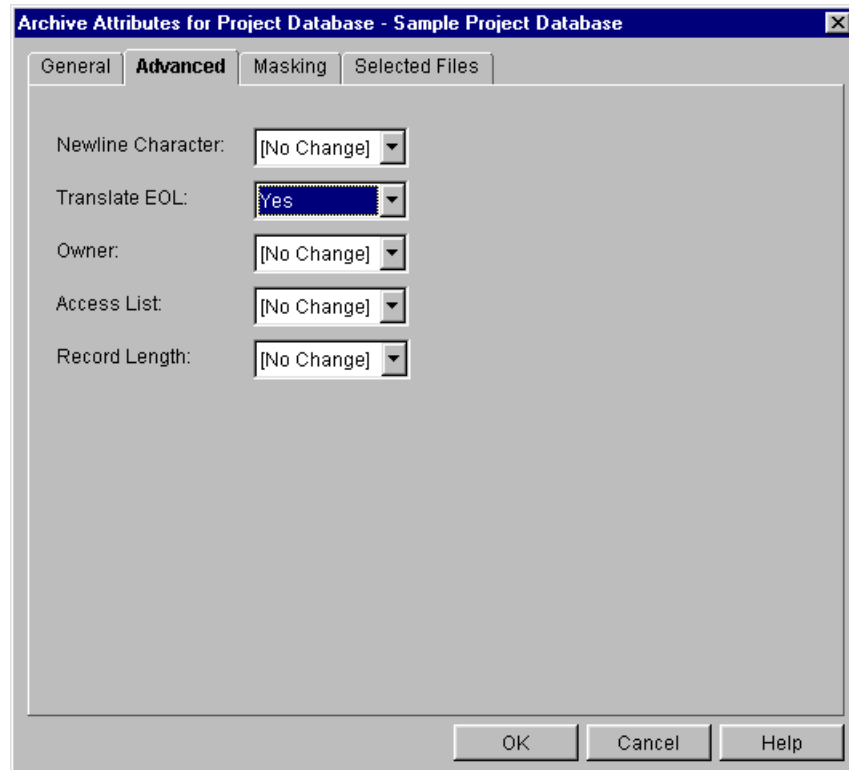 Archive Attributes for Project Database - Sample Project Database
General Advanced Masking Selected Files
Newline Character: [No Change]
Translate EOL: Yes
Owner: [No Change]
Access List: [No Change]
Record Length: [No Change]
OK Cancel Help